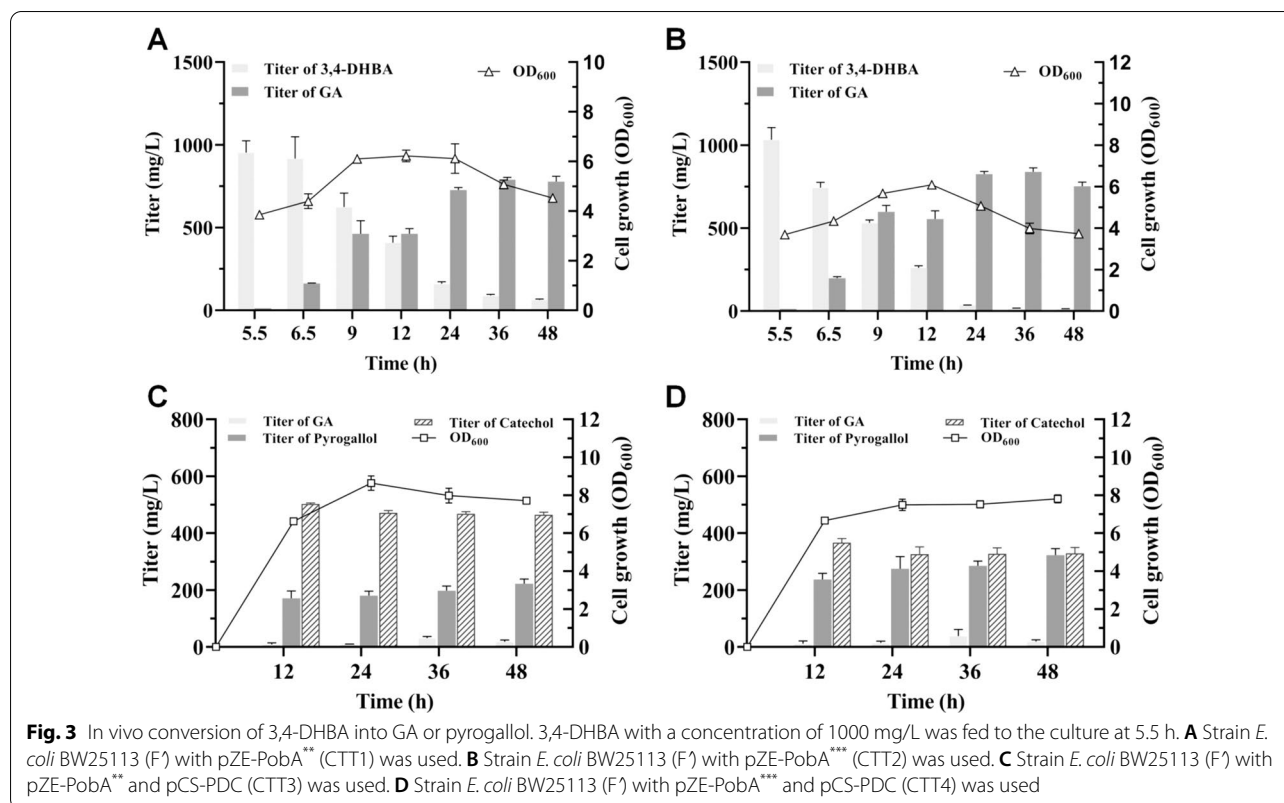 A
B
Titer of 3,4-DHBA
OD600
Titer of GA
Titer (mg/L)
1500
1000
500
0
10
8
6
4
2
0
Cell growth (OD600)
5.5 6.5 9 12 24 36 48
Time (h)
Titer of 3,4-DHBA
OD600
Titer of GA
Titer (mg/L)
1500
1000
500
0
12
10
8
6
4
2
0
Cell growth (OD600)
5.5 6.5 9 12 24 36 48
Time (h)
C
D
Titer of GA
Titer of Catechol
Titer of Pyrogallol
OD600
Titer (mg/L)
800
600
400
200
0
12
10
8
6
4
2
0
Cell growth (OD600)
12 24 36 48
Time (h)
Titer of GA
Titer of Catechol
Titer of Pyrogallol
OD600
Titer (mg/L)
800
600
400
200
0
12
10
8
6
4
2
0
Cell growth (OD600)
12 24 36 48
Time (h)
Fig. 3 In vivo conversion of 3,4-DHBA into GA or pyrogallol. 3,4-DHBA with a concentration of 1000 mg/L was fed to the culture at 5.5 h. A Strain E.
coli BW25113 (F') with pZE-PobA** (CTT1) was used. B Strain E. coli BW25113 (F') with pZE-PobA*** (CTT2) was used. C Strain E. coli BW25113 (F') with
pZE-PobA** and pCS-PDC (CTT3) was used. D Strain E. coli BW25113 (F') with pZE-PobA*** and pCS-PDC (CTT4) was used